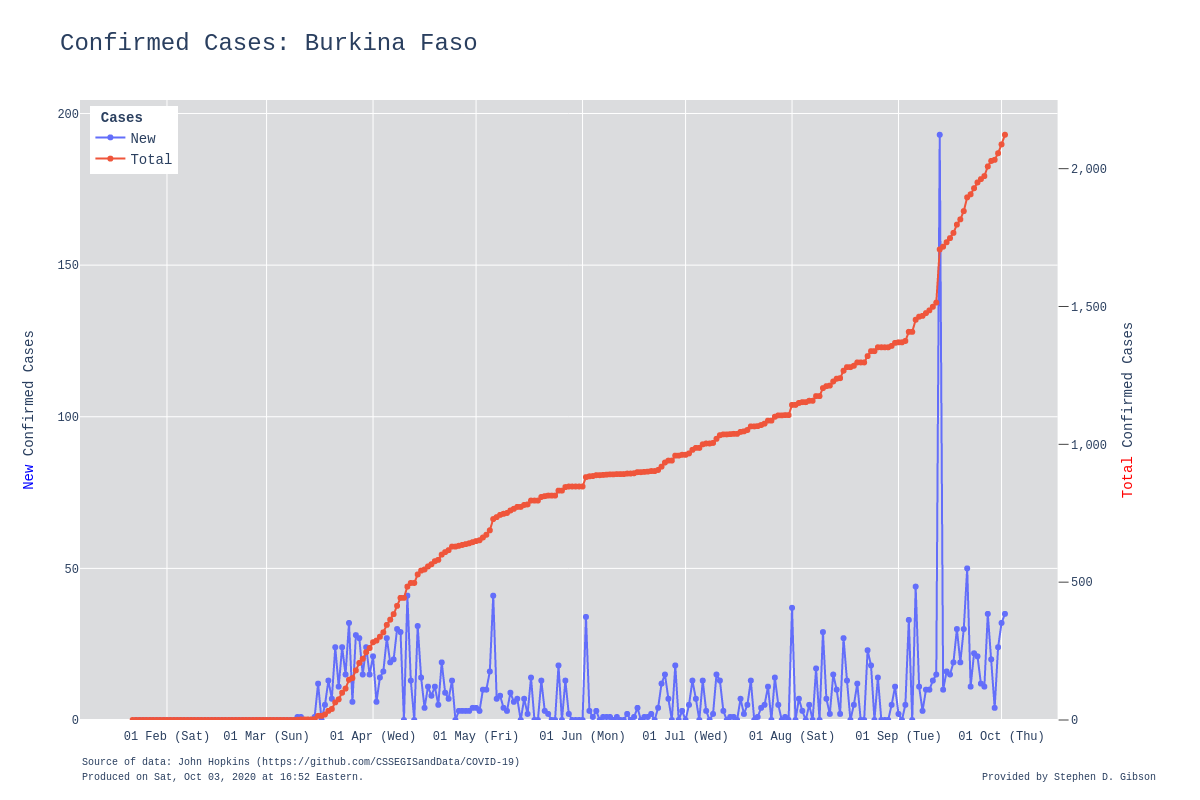 Confirmed Cases: Burkina Faso
Cases
New
Total
200
150
100
50
0
2,000
1,500
1,000
500
0
New Confirmed Cases
Total Confirmed Cases
01 Feb (Sat) 01 Mar (Sun) 01 Apr (Wed) 01 May (Fri) 01 Jun (Mon) 01 Jul (Wed) 01 Aug (Sat) 01 Sep (Tue) 01 Oct (Thu)
Source of data: John Hopkins (https://github.com/CSSEGISandData/COVID-19)
Produced on Sat, Oct 03, 2020 at 16:52 Eastern.
Provided by Stephen D. Gibson